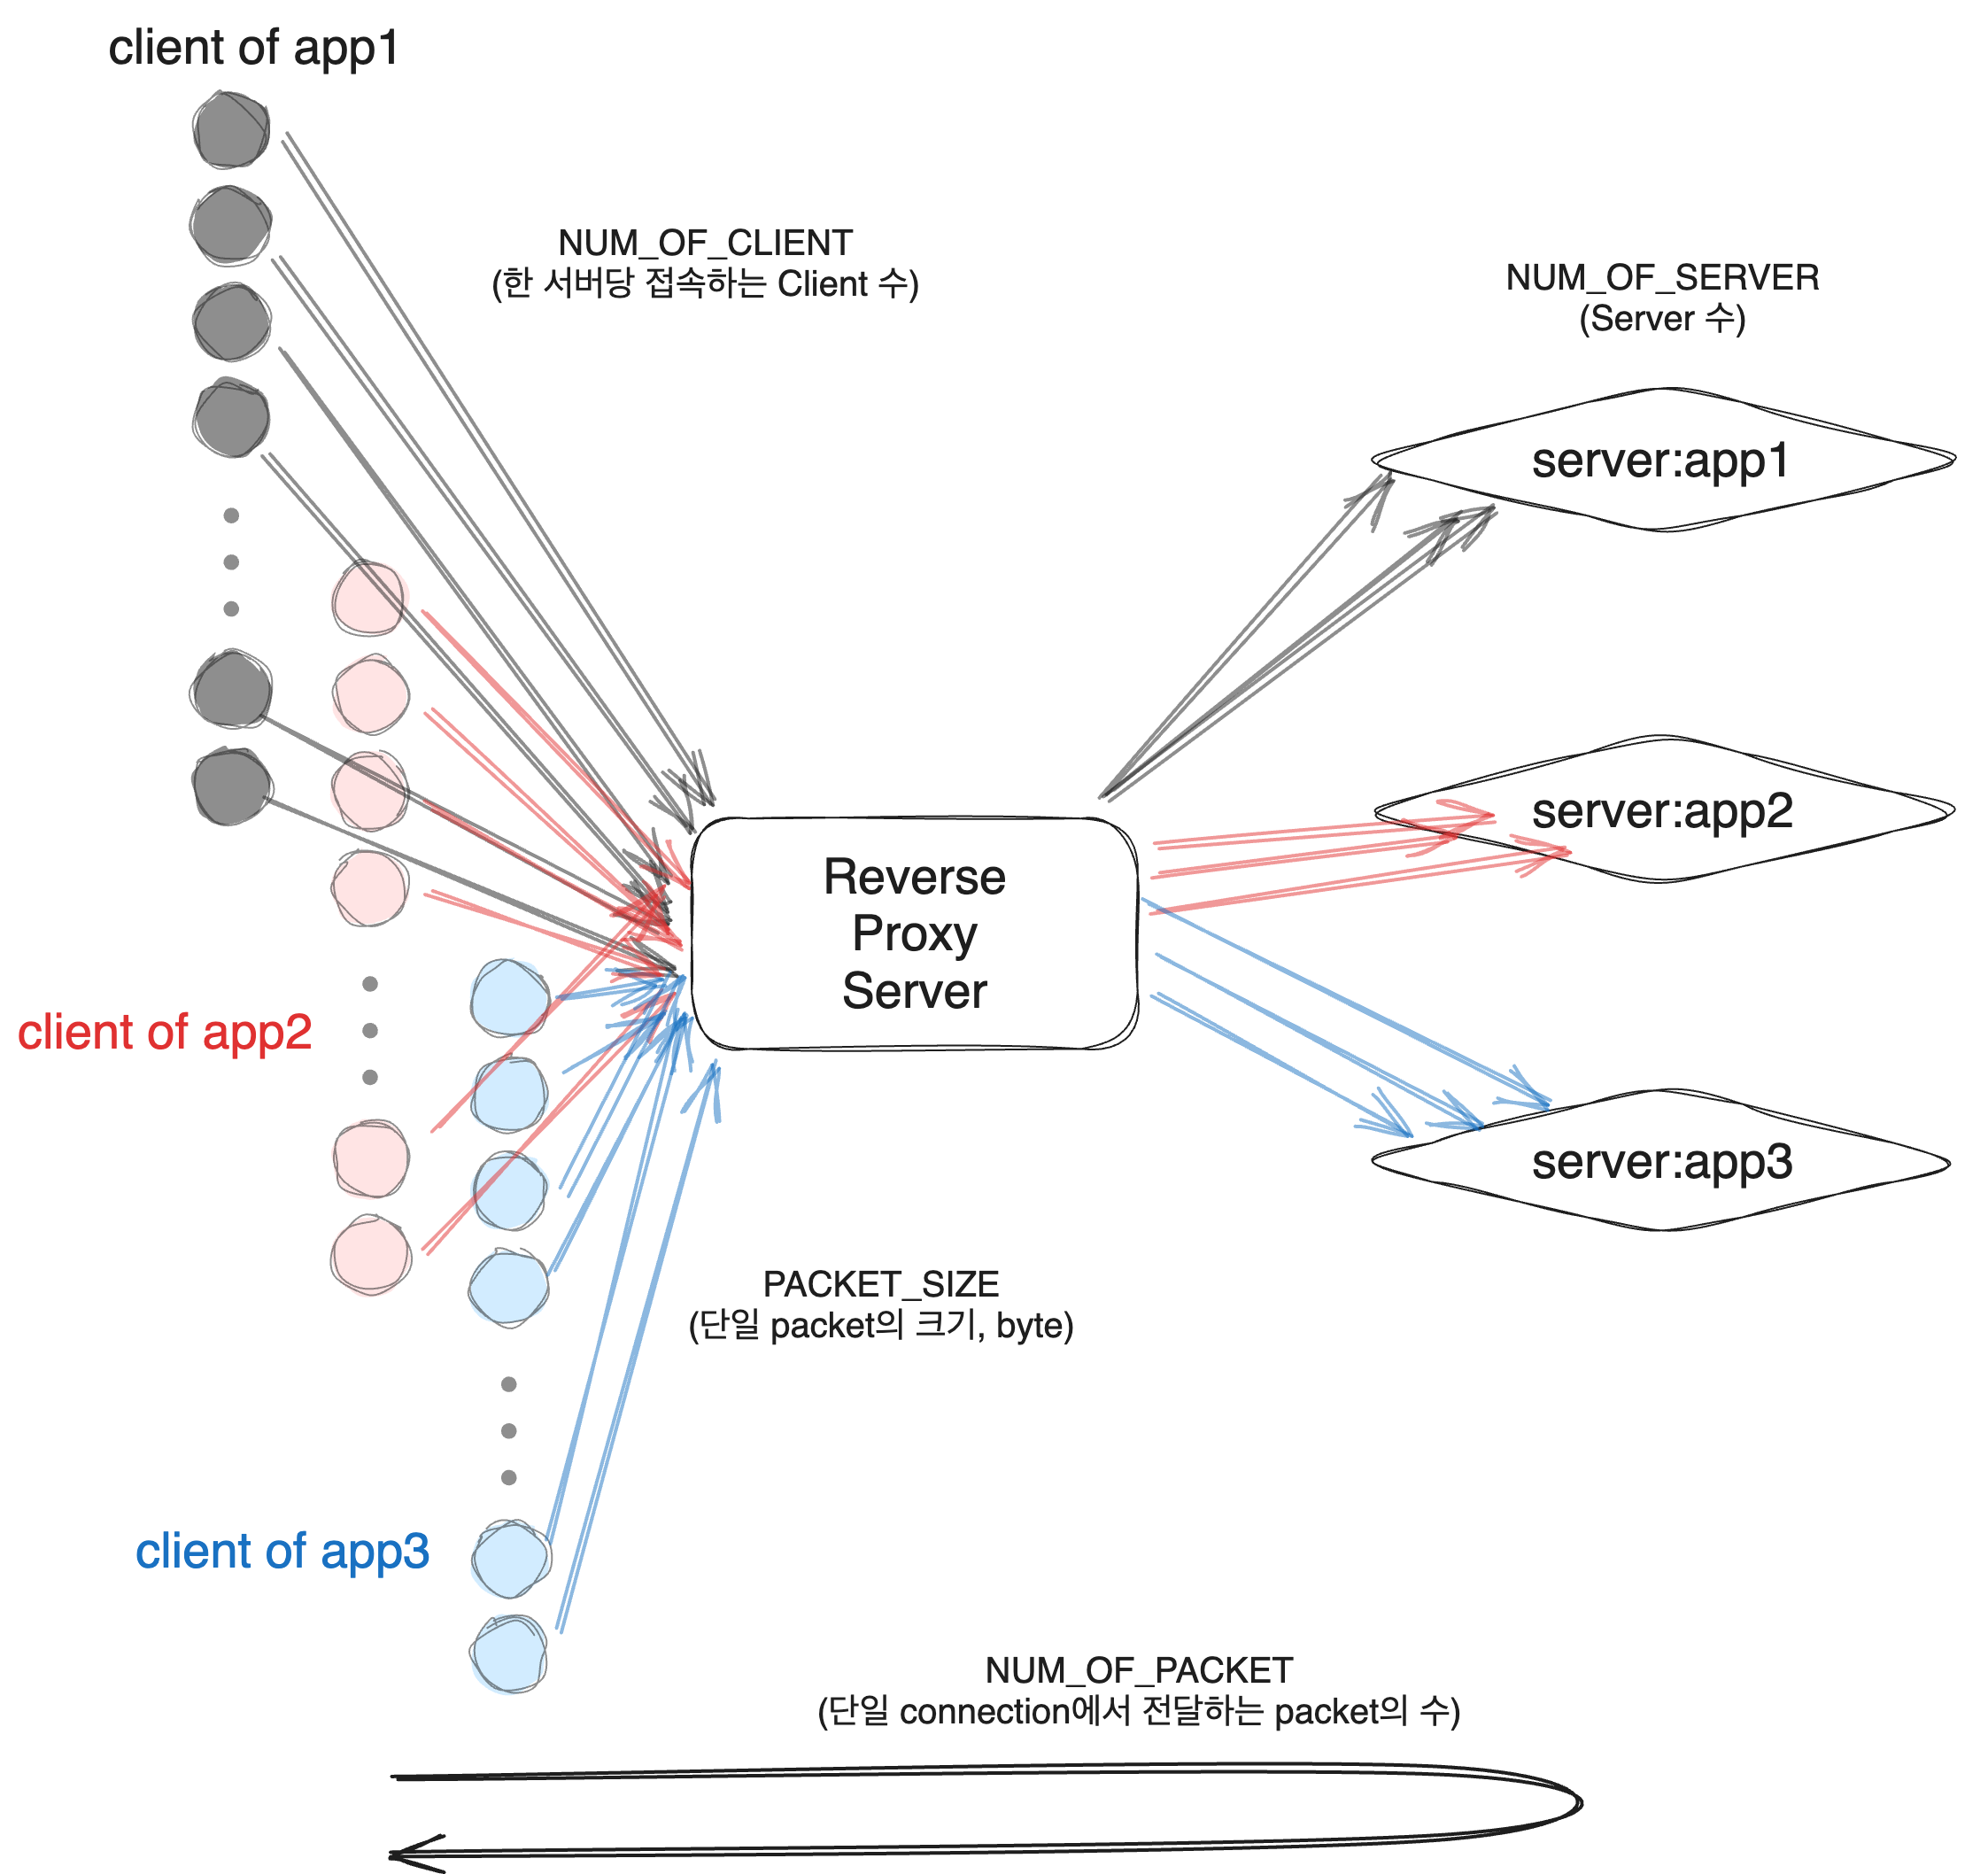 client of app1
NUM_OF_CLIENT
(한 서버당 접속하는 Client 수)
NUM_OF_SERVER
(Server 수)
server:app1
server:app2
Reverse
Proxy
Server
client of app2
server:app3
PACKET_SIZE
(단일 packet의 크기, byte)
client of app3
NUM_OF_PACKET
(단일 connection에서 전달하는 packet의 수)